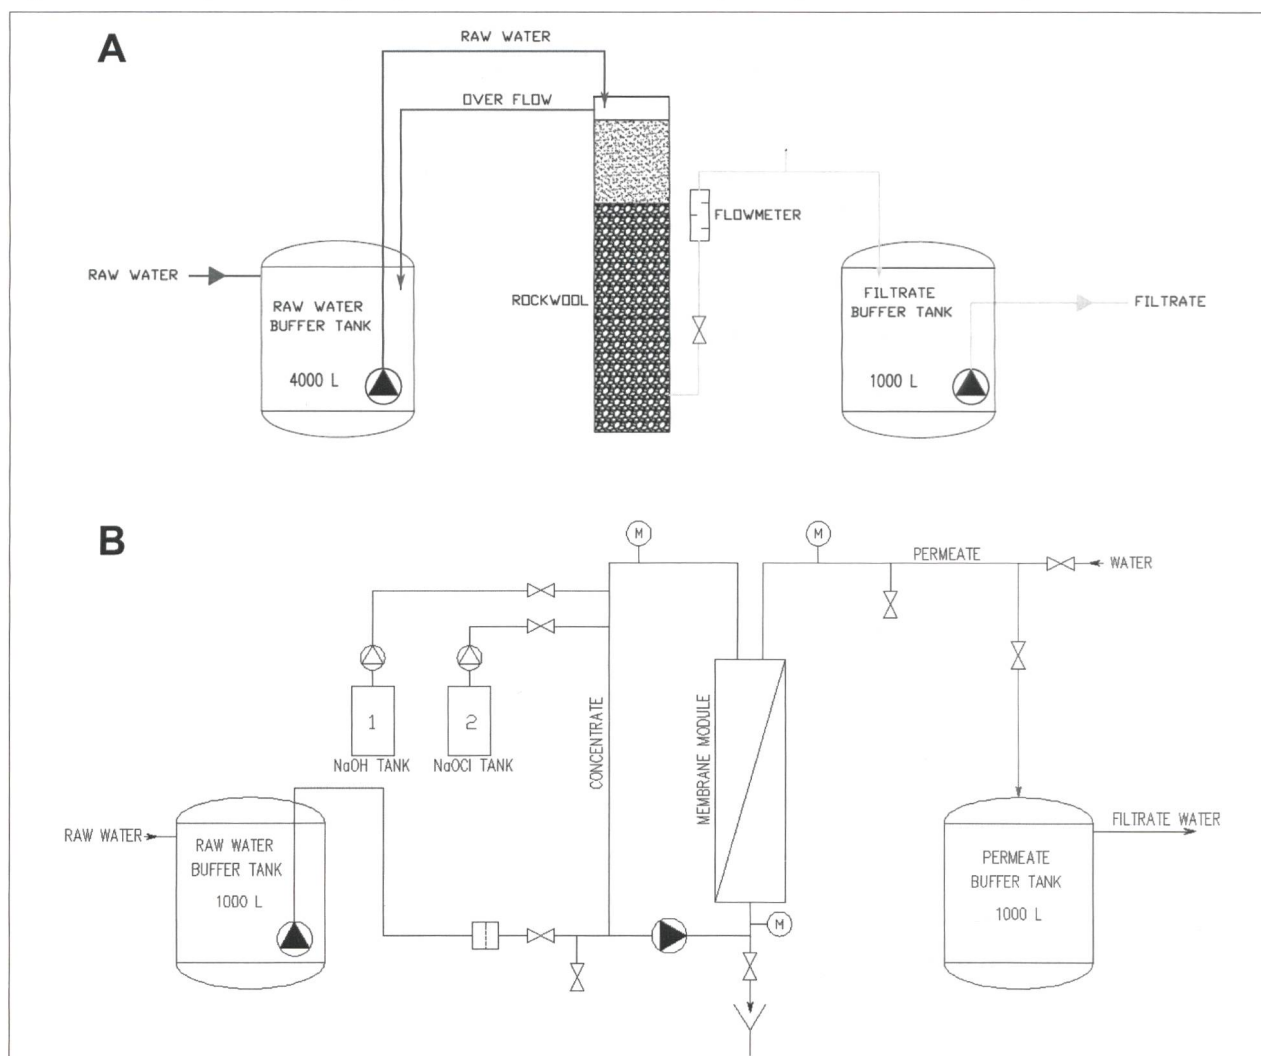 A
RAW WATER
OVER FLOW
FLOWMETER
RAW WATER
RAW WATER
BUFFER TANK
4000 L
ROCKWOOL
FILTRATE
BUFFER TANK
1000 L
FILTRATE
B
M
M
PERMEATE
WATER
1
2
NaOH TANK
NaOCl TANK
CONCENTRATE
MEMBRANE MODULE
RAW WATER
RAW WATER
BUFFER TANK
1000 L
M
PERMEATE
BUFFER TANK
1000 L
FILTRATE WATER